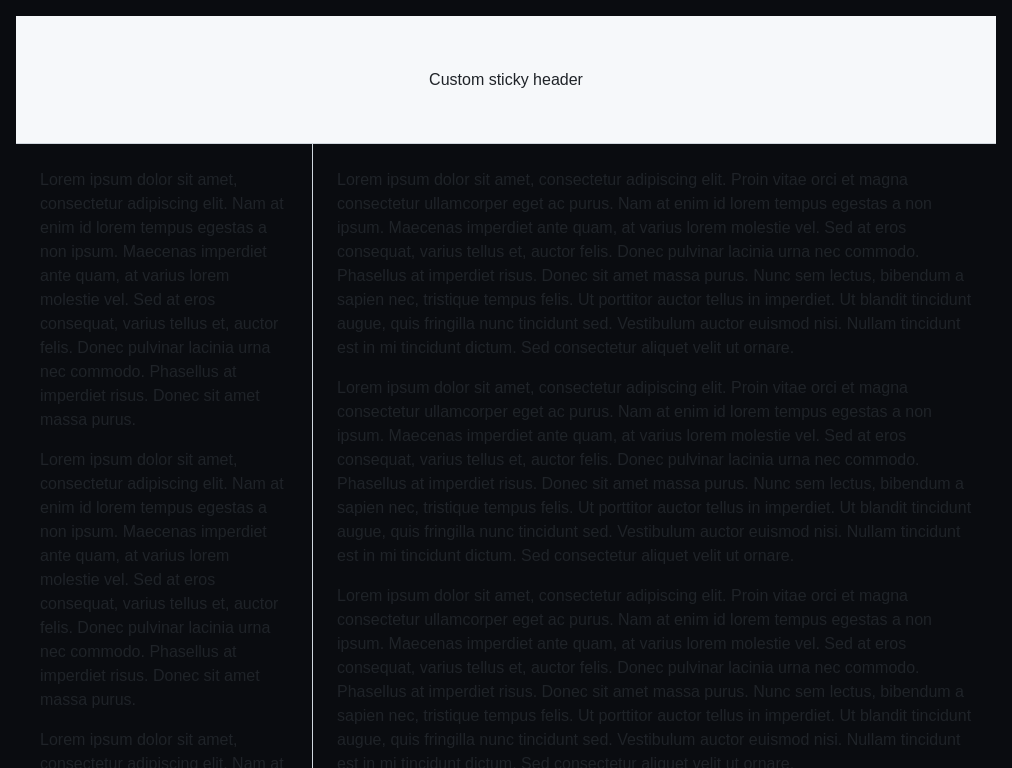 Custom sticky header
Lorem ipsum dolor sit amet,
consectetur adipiscing elit. Nam at
enim id lorem tempus egestas a
non ipsum. Maecenas imperdiet
ante quam, at varius lorem
molestie vel. Sed at eros
consequat, varius tellus et, auctor
felis. Donec pulvinar lacinia urna
nec commodo. Phasellus at
imperdiet risus. Donec sit amet
massa purus.
Lorem ipsum dolor sit amet,
consectetur adipiscing elit. Nam at
enim id lorem tempus egestas a
non ipsum. Maecenas imperdiet
ante quam, at varius lorem
molestie vel. Sed at eros
consequat, varius tellus et, auctor
felis. Donec pulvinar lacinia urna
nec commodo. Phasellus at
imperdiet risus. Donec sit amet
massa purus.
Lorem ipsum dolor sit amet,
consectetur adipiscing elit. Nam at
Lorem ipsum dolor sit amet, consectetur adipiscing elit. Proin vitae orci et magna
consectetur ullamcorper eget ac purus. Nam at enim id lorem tempus egestas a non
ipsum. Maecenas imperdiet ante quam, at varius lorem molestie vel. Sed at eros
consequat, varius tellus et, auctor felis. Donec pulvinar lacinia urna nec commodo.
Phasellus at imperdiet risus. Donec sit amet massa purus. Nunc sem lectus, bibendum a
sapien nec, tristique tempus felis. Ut porttitor auctor tellus in imperdiet. Ut blandit tincidunt
augue, quis fringilla nunc tincidunt sed. Vestibulum auctor euismod nisi. Nullam tincidunt
est in mi tincidunt dictum. Sed consectetur aliquet velit ut ornare.
Lorem ipsum dolor sit amet, consectetur adipiscing elit. Proin vitae orci et magna
consectetur ullamcorper eget ac purus. Nam at enim id lorem tempus egestas a non
ipsum. Maecenas imperdiet ante quam, at varius lorem molestie vel. Sed at eros
consequat, varius tellus et, auctor felis. Donec pulvinar lacinia urna nec commodo.
Phasellus at imperdiet risus. Donec sit amet massa purus. Nunc sem lectus, bibendum a
sapien nec, tristique tempus felis. Ut porttitor auctor tellus in imperdiet. Ut blandit tincidunt
augue, quis fringilla nunc tincidunt sed. Vestibulum auctor euismod nisi. Nullam tincidunt
est in mi tincidunt dictum. Sed consectetur aliquet velit ut ornare.
Lorem ipsum dolor sit amet, consectetur adipiscing elit. Proin vitae orci et magna
consectetur ullamcorper eget ac purus. Nam at enim id lorem tempus egestas a non
ipsum. Maecenas imperdiet ante quam, at varius lorem molestie vel. Sed at eros
consequat, varius tellus et, auctor felis. Donec pulvinar lacinia urna nec commodo.
Phasellus at imperdiet risus. Donec sit amet massa purus. Nunc sem lectus, bibendum a
sapien nec, tristique tempus felis. Ut porttitor auctor tellus in imperdiet. Ut blandit tincidunt
augue, quis fringilla nunc tincidunt sed. Vestibulum auctor euismod nisi. Nullam tincidunt
est in mi tincidunt dictum. Sed consectetur aliquet velit ut ornare.